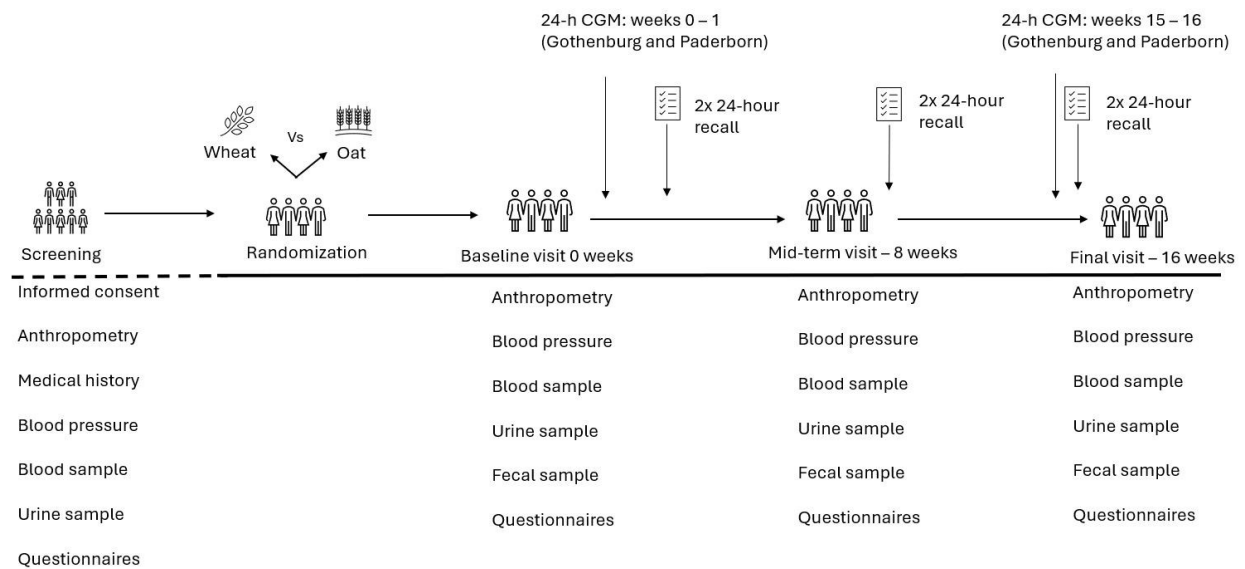 24-h CGM: weeks 0 – 1
(Gothenburg and Paderborn)
24-h CGM: weeks 15 – 16
(Gothenburg and Paderborn)
2x 24-hour
recall
2x 24-hour
recall
2x 24-hour
recall
Wheat
Vs
Oat
Screening
Randomization
Baseline visit 0 weeks
Mid-term visit – 8 weeks
Final visit – 16 weeks
Informed consent
Anthropometry
Medical history
Blood pressure
Blood sample
Urine sample
Questionnaires
Anthropometry
Blood pressure
Blood sample
Urine sample
Fecal sample
Questionnaires
Anthropometry
Blood pressure
Blood sample
Urine sample
Fecal sample
Questionnaires
Anthropometry
Blood pressure
Blood sample
Urine sample
Fecal sample
Questionnaires